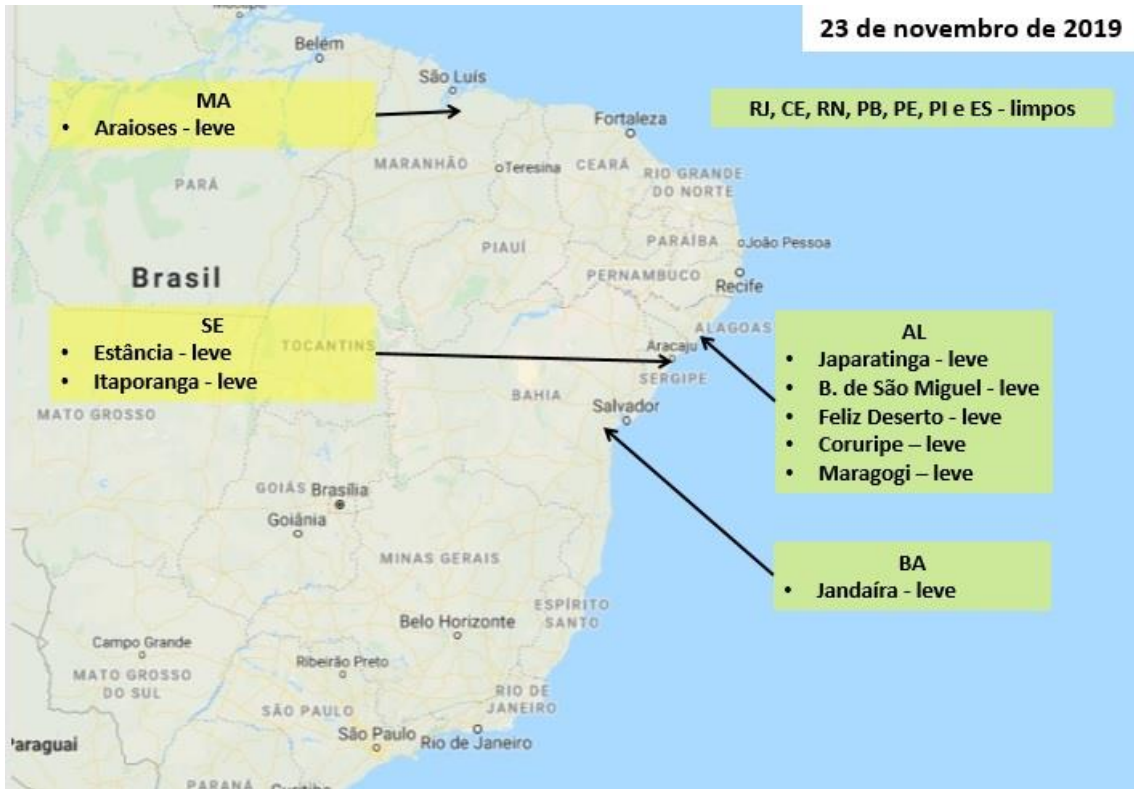 23 de novembro de 2019
Belém
São Luís
MA
• Araioses - leve
RJ, CE, RN, PB, PE, PI e ES - limpos
Fortaleza
MARANHÃO
Teresina
CEARÁ
RIO GRANDE
DO NORTE
PARÁ
PIAUÍ
PARAÍBA
João Pessoa
Brasil
PERNAMBUCO
Recife
SE
• Estância - leve
• Itaporanga - leve
TOCANTINS
ALAGOAS
Aracaju
SERGIPE
AL
• Japaratinga - leve
• B. de São Miguel - leve
• Feliz Deserto - leve
• Coruripe – leve
• Maragogi – leve
MATO GROSSO
BAHIA
Salvador
GOIÁS
Brasília
Goiânia
MINAS GERAIS
BA
• Jandaíra - leve
ESPÍRITO
SANTO
Belo Horizonte
Campo Grande
Ribeirão Preto
MATO GROSSO
DO SUL
RIO DE
JANEIRO
SÃO PAULO
São Paulo
Rio de Janeiro
Paraguai
PARANÁ